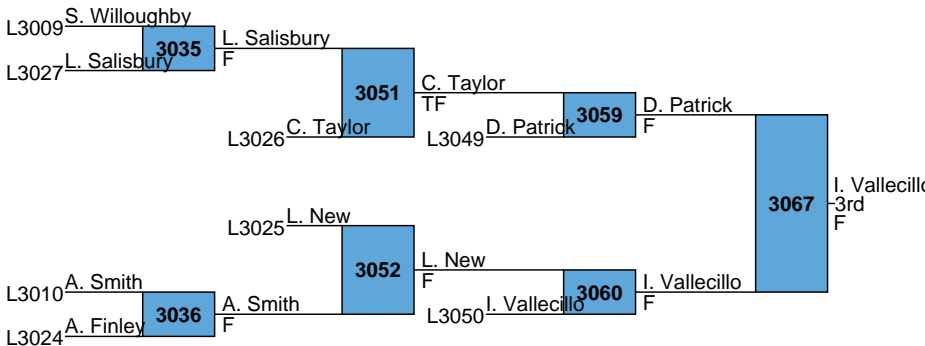 S. Willoughby
L3009
3035
L. Salisbury
F
L. Salisbury
L3027
3051
C. Taylor
TF
C. Taylor
L3026
3059
D. Patrick
F
D. Patrick
L3049
3067
I. Vallecillo
3rd
F
L. New
L3025
3052
L. New
F
I. Vallecillo
L3050
3060
I. Vallecillo
F
A. Smith
L3010
3036
A. Smith
F
A. Finley
L3024